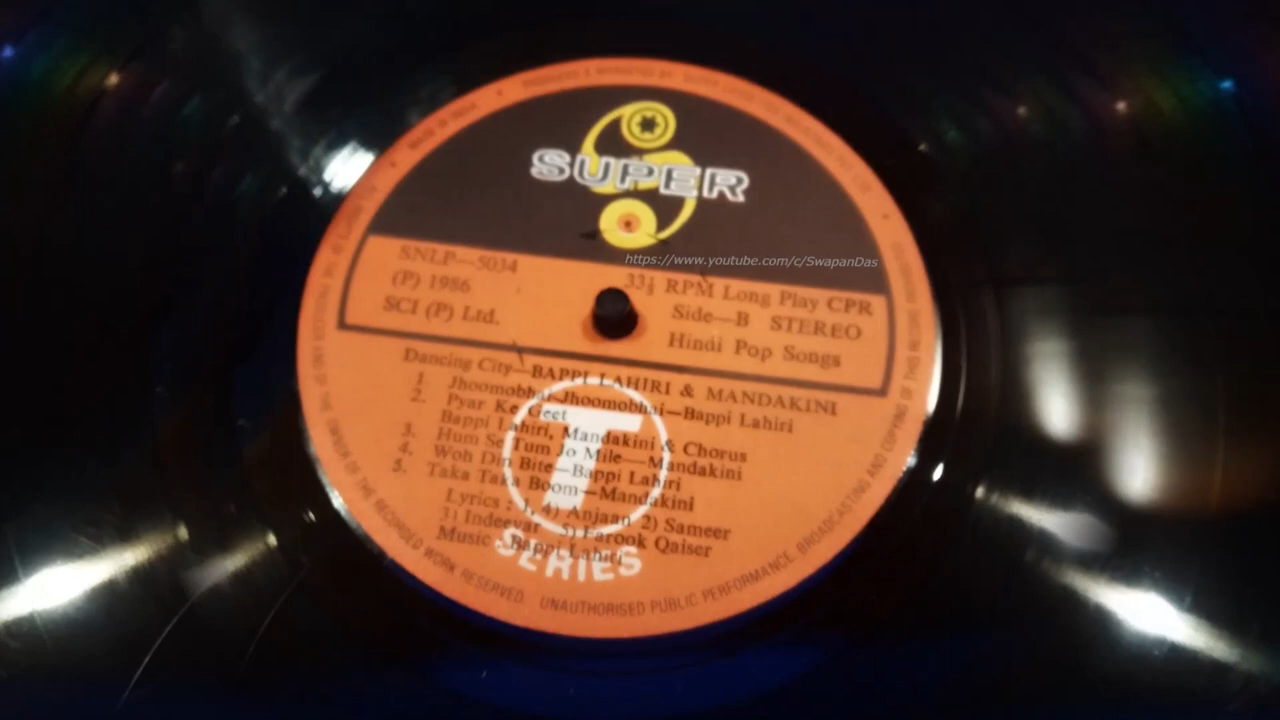 SUPER
https://www.youtube.com/c/SwapanDas
SNLP—5034
(P) 1986
SCI (P) Ltd.
33⅓ RPM Long Play CPR
Side—B STEREO
Hindi Pop Songs
Dancing City—BAPPI LAHIRI & MANDAKINI
1. Jhoomobhai Jhoomobhai—Bappi Lahiri
2. Pyar Ke Geet
Bappi Lahiri, Mandakini & Chorus
3. Hum Se Tum Jo Mile—Mandakini
4. Woh Din Bite—Bappi Lahiri
5. Taka Taka Boom—Mandakini
Lyrics : 1, 4) Anjaan 2) Sameer
3) Indeevar 5) Farook Qaiser
Music : Bappi Lahiri
T
SERIES
OF THE RECORDED WORK RESERVED. UNAUTHORISED PUBLIC PERFORMANCE, BROADCASTING AND COPYING OF THIS RECORD